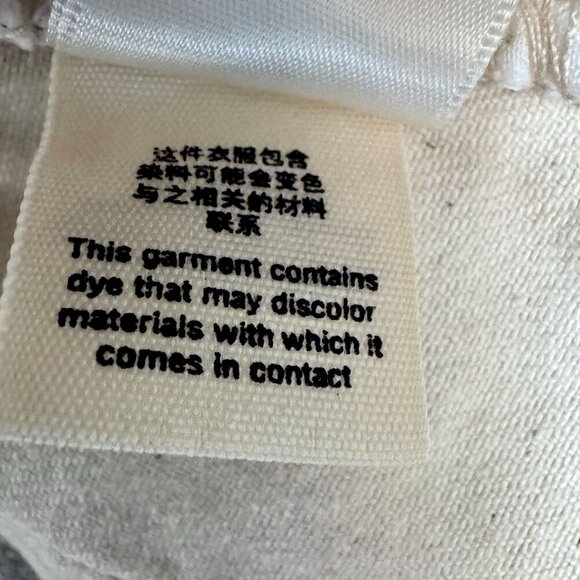 这件衣服包含
染料可能会变色
与之相关的材料
联系
This garment contains
dye that may discolor
materials with which it
comes in contact